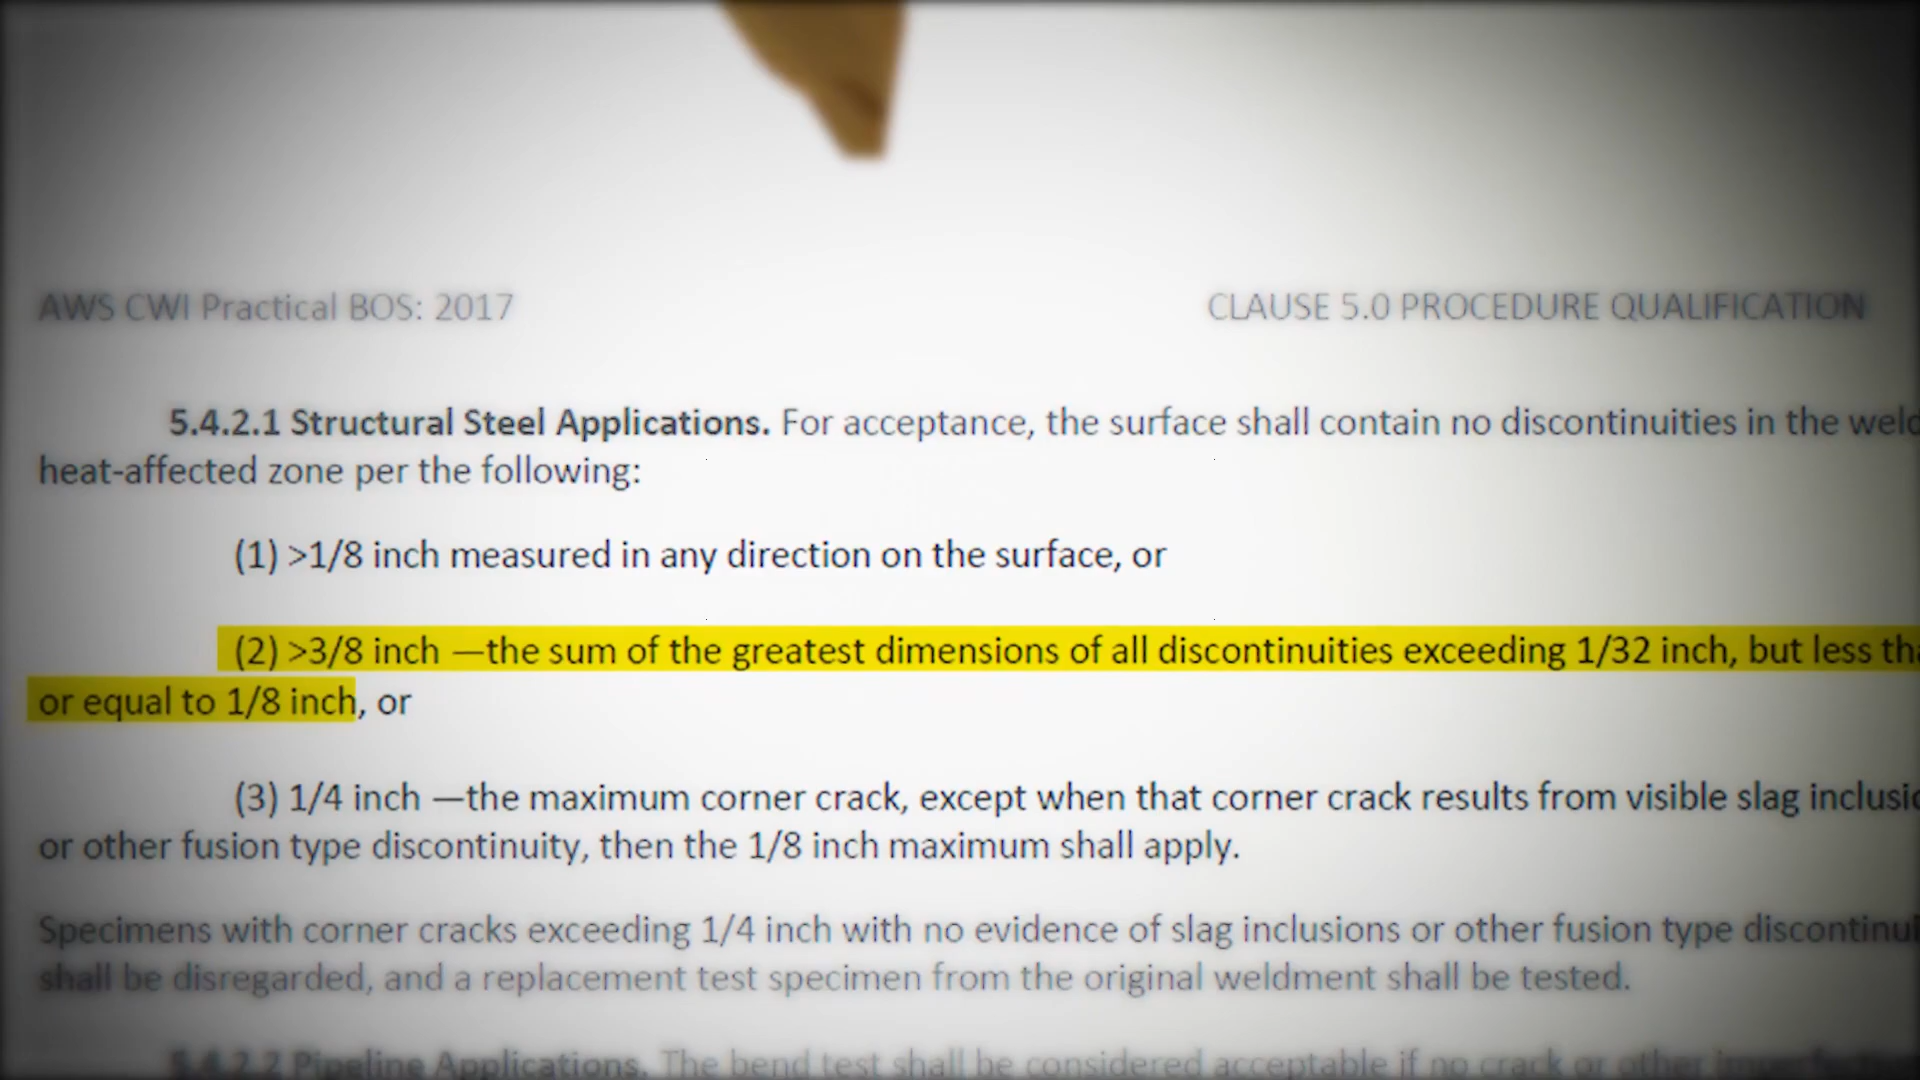 AWS CWI Practical BOS: 2017
CLAUSE 5.0 PROCEDURE QUALIFICATION
5.4.2.1 Structural Steel Applications. For acceptance, the surface shall contain no discontinuities in the weld
heat-affected zone per the following:
(1) >1/8 inch measured in any direction on the surface, or
(2) >3/8 inch —the sum of the greatest dimensions of all discontinuities exceeding 1/32 inch, but less
or equal to 1/8 inch, or
(3) 1/4 inch —the maximum corner crack, except when that corner crack results from visible slag
or other fusion type discontinuity, then the 1/8 inch maximum shall apply.
Specimens with corner cracks exceeding 1/4 inch with no evidence of slag inclusions or other fusion type
shall be disregarded, and a replacement test specimen from the original weldment shall be tested.
5.4.2.2 Pipeline Applications. The bend test shall be considered acceptable if no crack or other